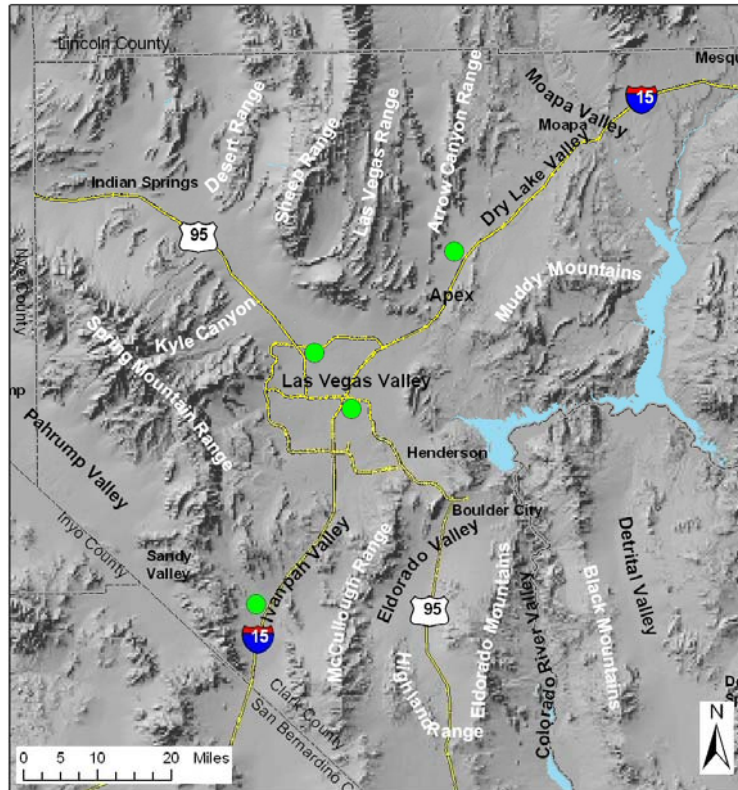 Lincoln County
Mesqu
15
Moapa Valley
Moapa
Desert Range
Sheep Range
Las Vegas Range
Arrow Canyon Range
Dry Lake Valley
Indian Springs
95
Nye County
Apex
Muddy Mountains
Kyle Canyon
Spring Mountain Range
Las Vegas Valley
mp
Pahrump Valley
Henderson
Boulder City
Inyo County
Sandy
Valley
Ivanpah Valley
McCullough Range
Eldorado Valley
95
Eldorado Mountains
Colorado River Valley
Black Mountains
Detrital Valley
15
Highland
Range
Clark County
San Bernardino C
N
0 5 10 20 Miles